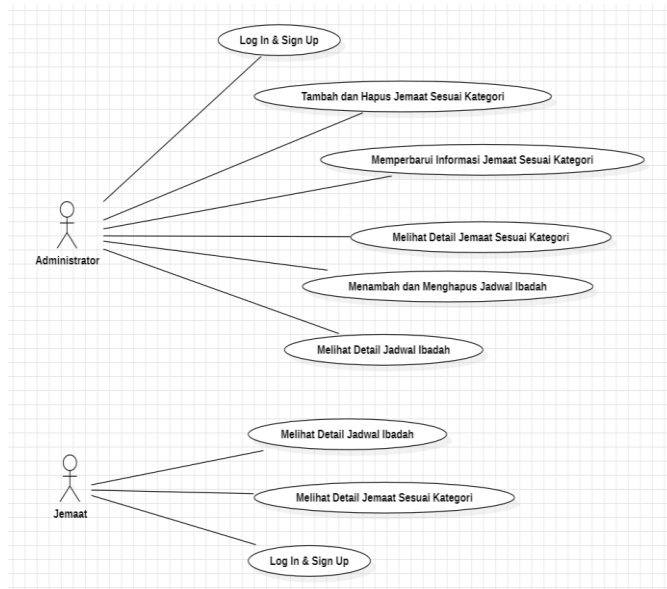 Log In & Sign Up
Tambah dan Hapus Jemaat Sesuai Kategori
Memperbarui Informasi Jemaat Sesuai Kategori
Melihat Detail Jemaat Sesuai Kategori
Administrator
Menambah dan Menghapus Jadwal Ibadah
Melihat Detail Jadwal Ibadah
Melihat Detail Jadwal Ibadah
Melihat Detail Jemaat Sesuai Kategori
Jemaat
Log In & Sign Up